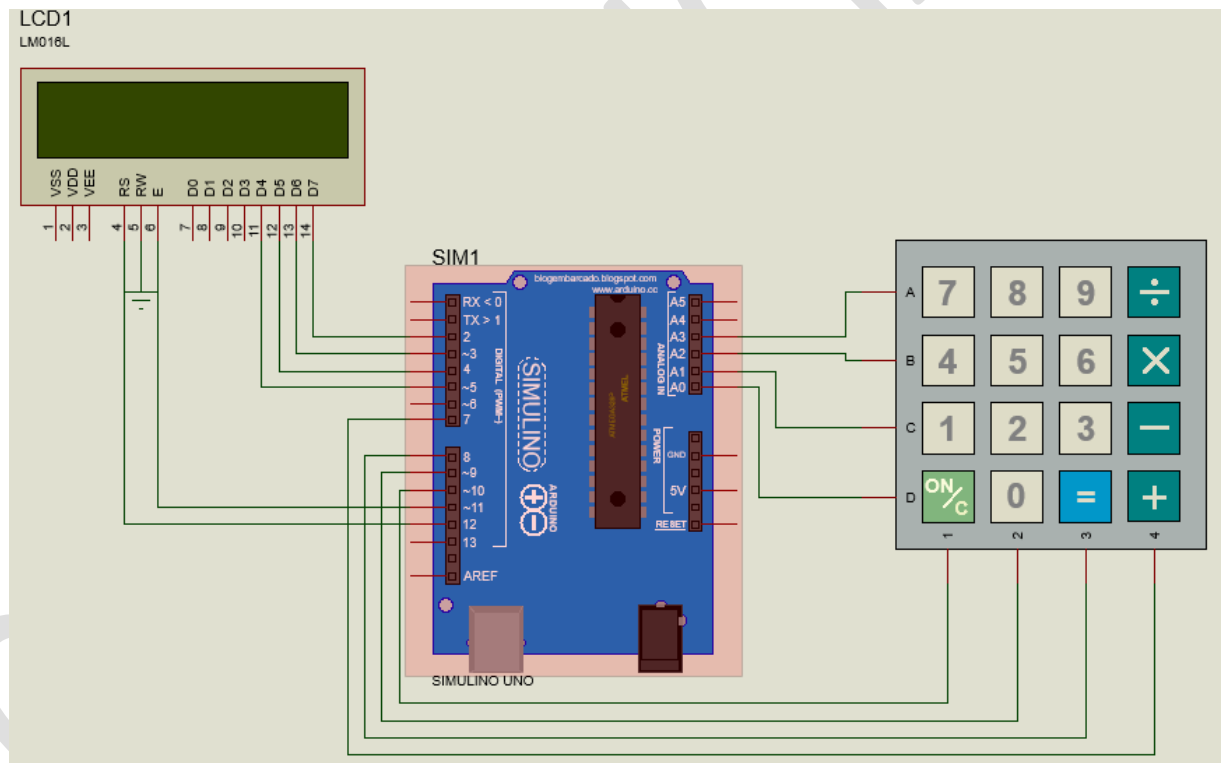 LCD1
LM016L
VSS
VDD
VEE
RS
RW
E
D0
D1
D2
D3
D4
D5
D6
D7
1
2
3
4
5
6
7
8
9
10
11
12
13
14
SIM1
blogembarcado.blogspot.com
www.arduino.cc
RX < 0
TX > 1
2
~3
4
~5
~6
7
8
~9
~10
~11
12
13
AREF
DIGITAL (PWM~)
SIMULINO
ARDUINO
ATMEGA328P
ATMEL
A5
A4
A3
A2
A1
A0
ANALOG IN
GND
5V
POWER
RESET
SIMULINO UNO
A 7 8 9 ÷
B 4 5 6 ×
C 1 2 3 −
D ON/C 0 = +
1 2 3 4